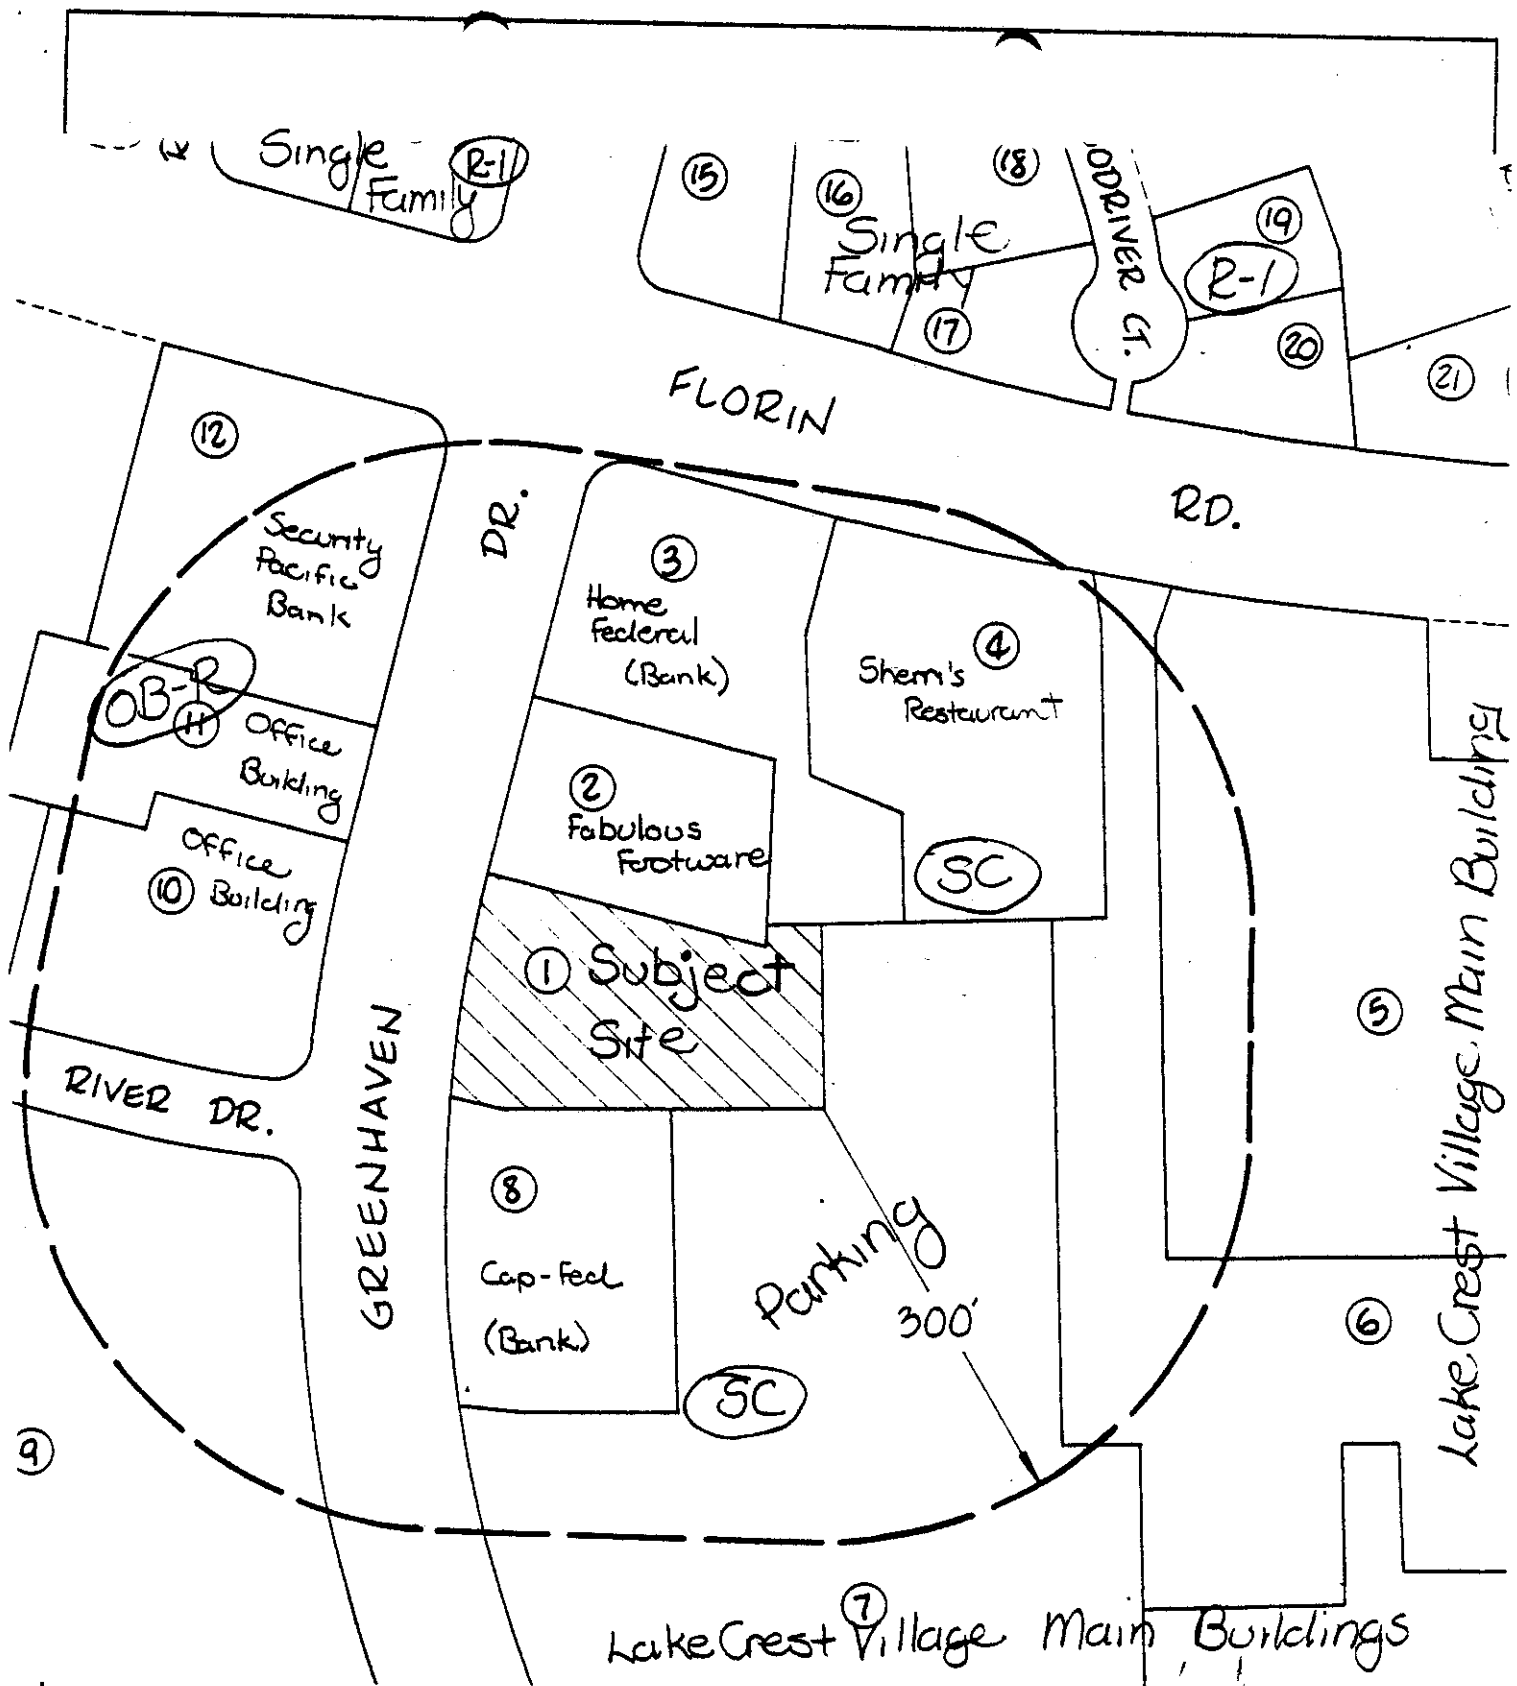 Single
Family
R-1
15
16
Single
Family
17
18
ODRIVER CT.
19
R-1
20
21
FLORIN
RD.
12
Security
Pacific
Bank
DR.
3
Home
Federal
(Bank)
4
Sherri's
Restaurant
OB-R
11
Office
Building
2
Fabulous
Footware
SC
Office
10 Building
1 Subject
Site
5
Lake Crest Village Main Building
GREENHAVEN
RIVER DR.
8
Cap-Fed
(Bank)
Parking
300'
SC
6
9
7
Lake Crest Village Main Buildings